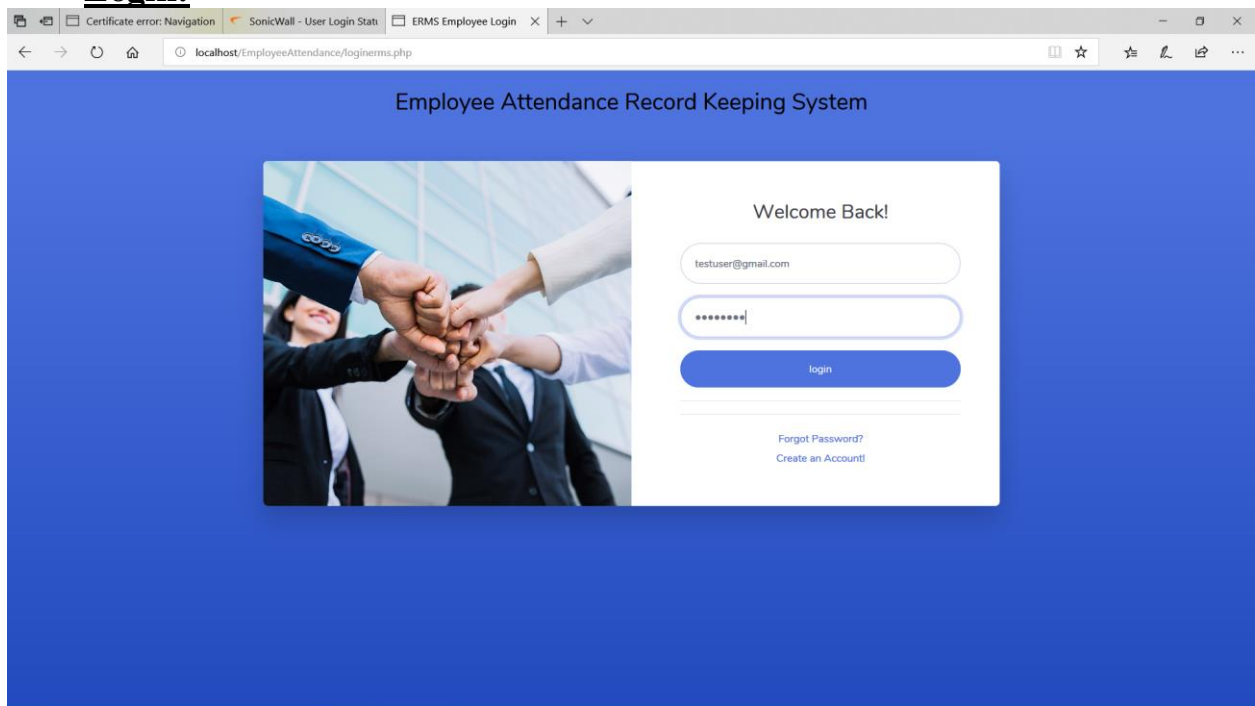 Login:
Certificate error: Navigation
SonicWall - User Login Statu
ERMS Employee Login
localhost/EmployeeAttendance/loginerms.php
Employee Attendance Record Keeping System
Welcome Back!
testuser@gmail.com
••••••••
login
Forgot Password?
Create an Account!